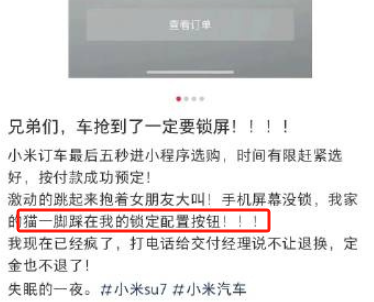 查看订单
兄弟们，车抢到了一定要锁屏！！！！
小米订车最后五秒进小程序选购，时间有限赶紧选
好，按付款成功预定！
激动的跳起来抱着女朋友大叫！手机屏幕没锁，我家
的猫一脚踩在我的锁定配置按钮！！！
我现在已经疯了，打电话给交付经理说不让退换，定
金也不退了！
失眠的一夜。#小米su7 #小米汽车